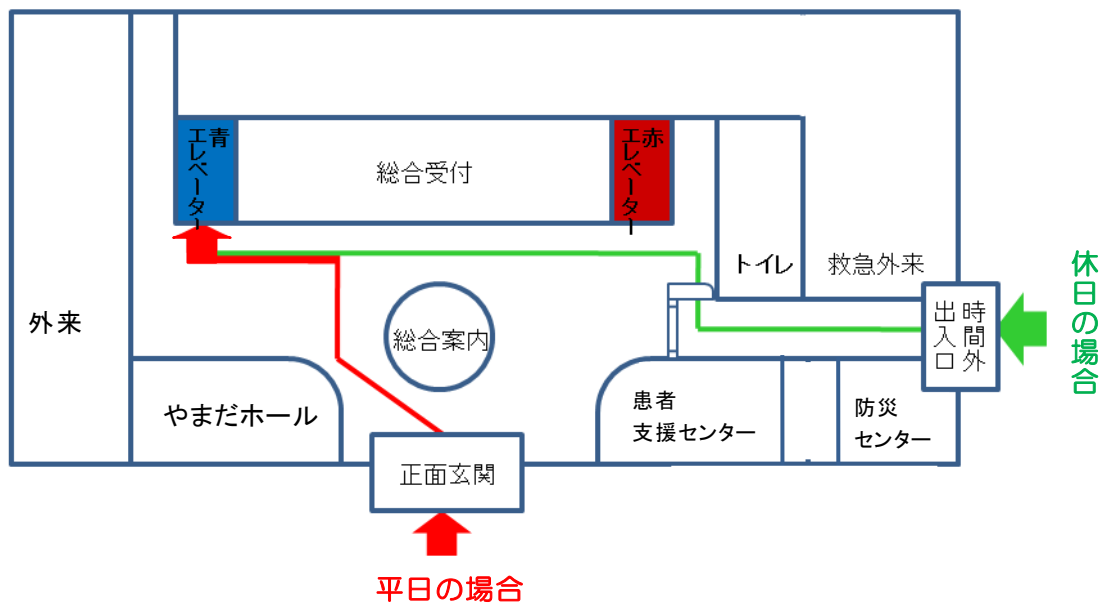 青
エレベーター
総合受付
赤
エレベーター
トイレ
救急外来
休日の場合
時間外
出入口
外来
総合案内
やまだホール
患者
支援センター
防災
センター
正面玄関
平日の場合